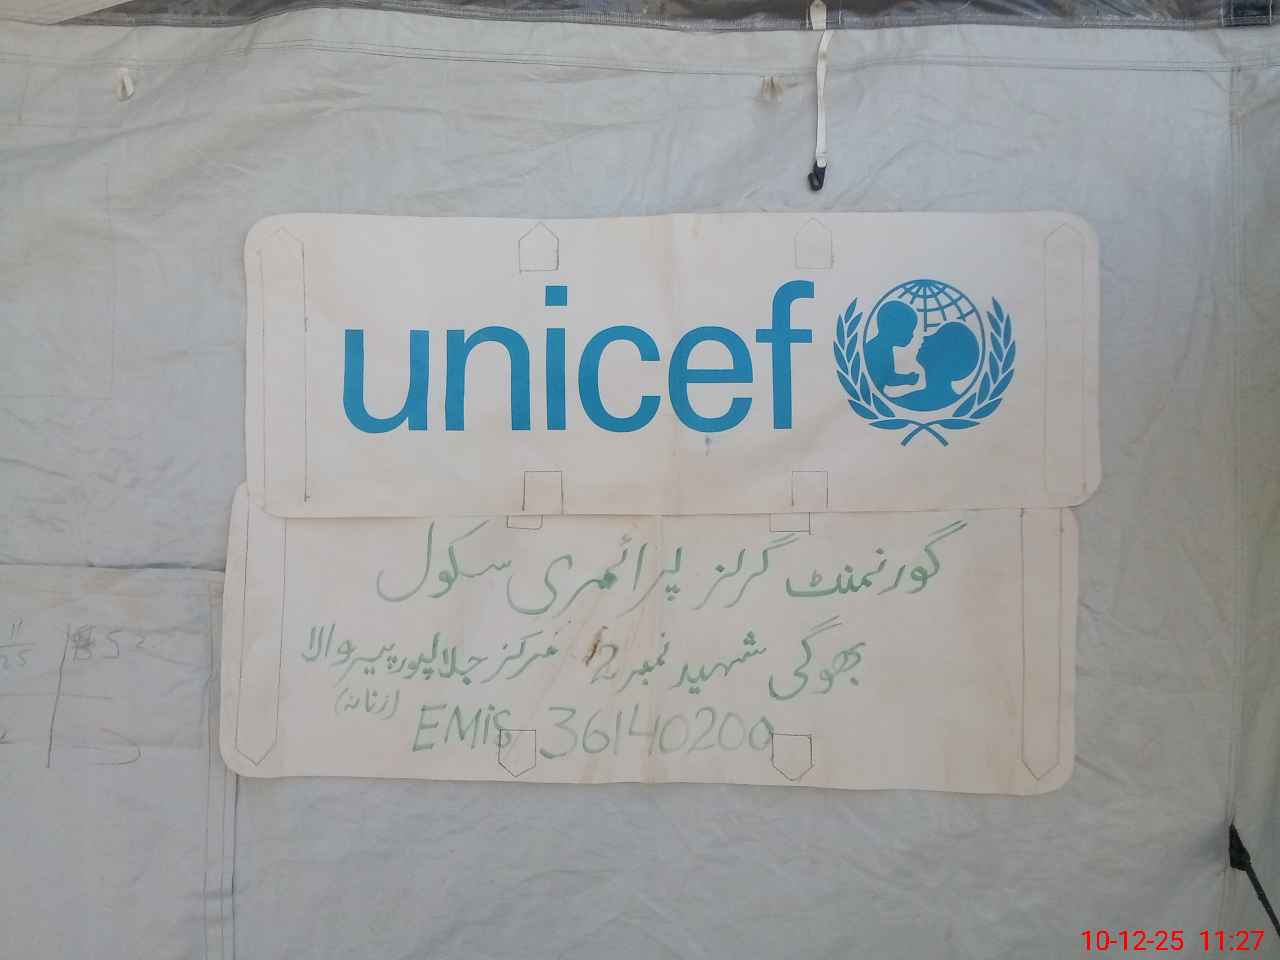 unicef
گورنمنٹ گرلز پرائمری سکول
بھوگی شہید نمبر 2 مرکز جلالپور پیروالا
(زنانہ)
EMiS 36140200
10-12-25 11:27